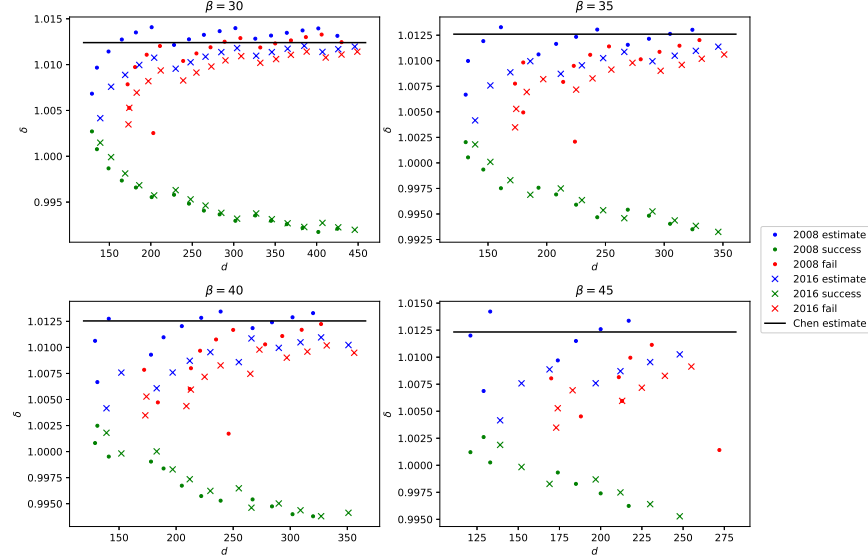 β = 30
1.015
1.010
1.005
1.000
0.995
δ
150 200 250 300 350 400 450
d
β = 35
1.0125
1.0100
1.0075
1.0050
1.0025
1.0000
0.9975
0.9950
0.9925
δ
150 200 250 300 350
d
β = 40
1.0125
1.0100
1.0075
1.0050
1.0025
1.0000
0.9975
0.9950
δ
100 150 200 250 300 350
d
β = 45
1.0150
1.0125
1.0100
1.0075
1.0050
1.0025
1.0000
0.9975
0.9950
δ
125 150 175 200 225 250 275
d
2008 estimate
2008 success
2008 fail
2016 estimate
2016 success
2016 fail
Chen estimate